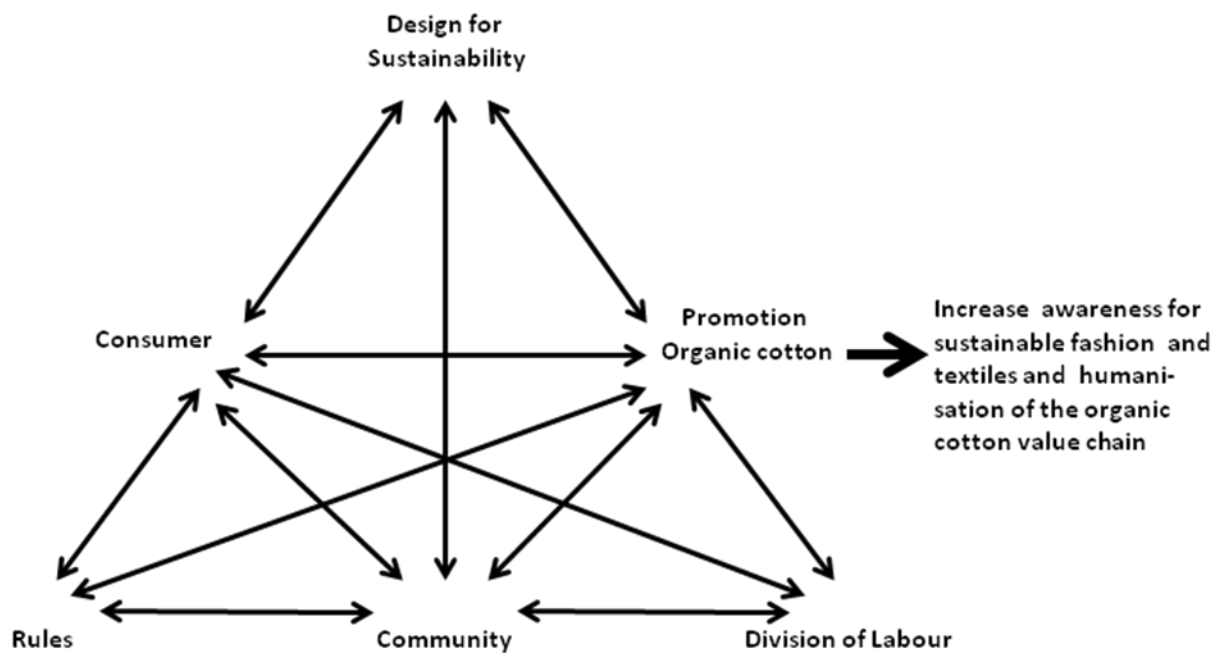 Design for
Sustainability
Consumer
Promotion
Organic cotton
Increase awareness for
sustainable fashion and
textiles and humani-
sation of the organic
cotton value chain
Rules
Community
Division of Labour